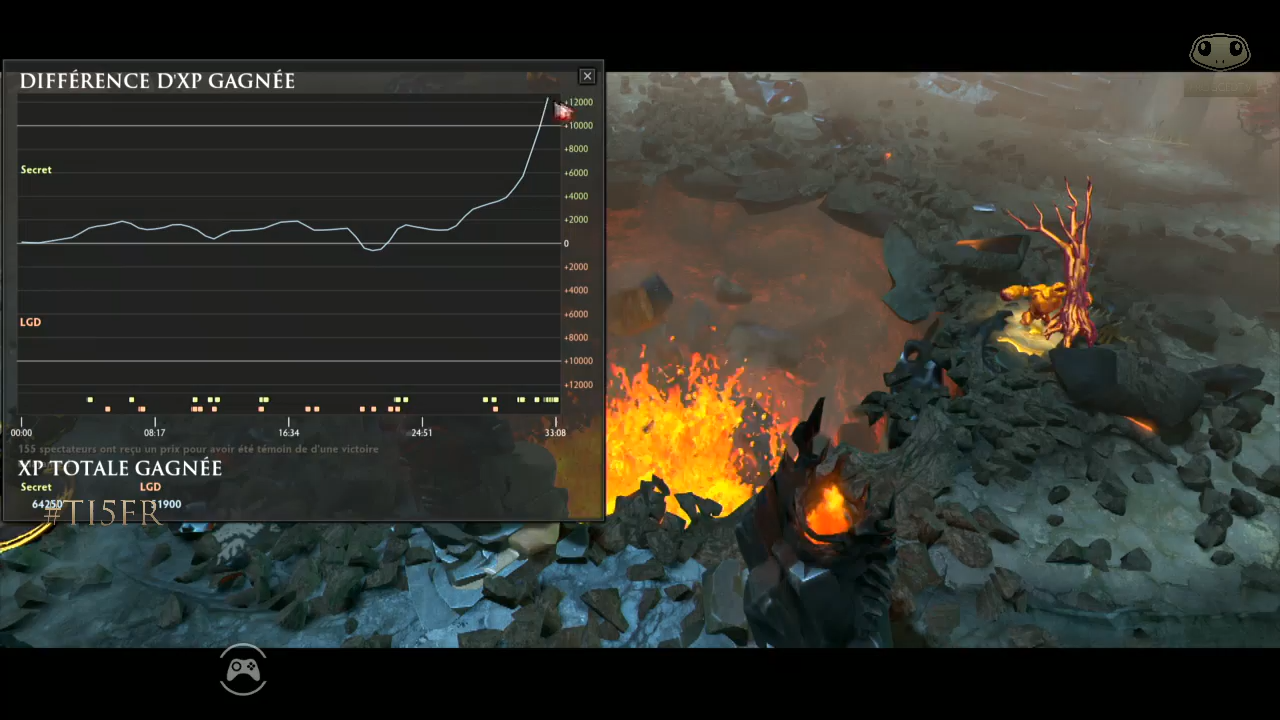 DIFFÉRENCE D'XP GAGNÉE
+12000
+10000
+8000
Secret
+6000
+4000
+2000
0
+2000
+4000
+6000
LGD
+8000
+10000
+12000
00:00 08:17 16:34 24:51 33:08
155 spectateurs ont reçu un prix pour avoir été témoin de d'une victoire
XP TOTALE GAGNÉE
Secret LGD
64250 51900
#TI5FR